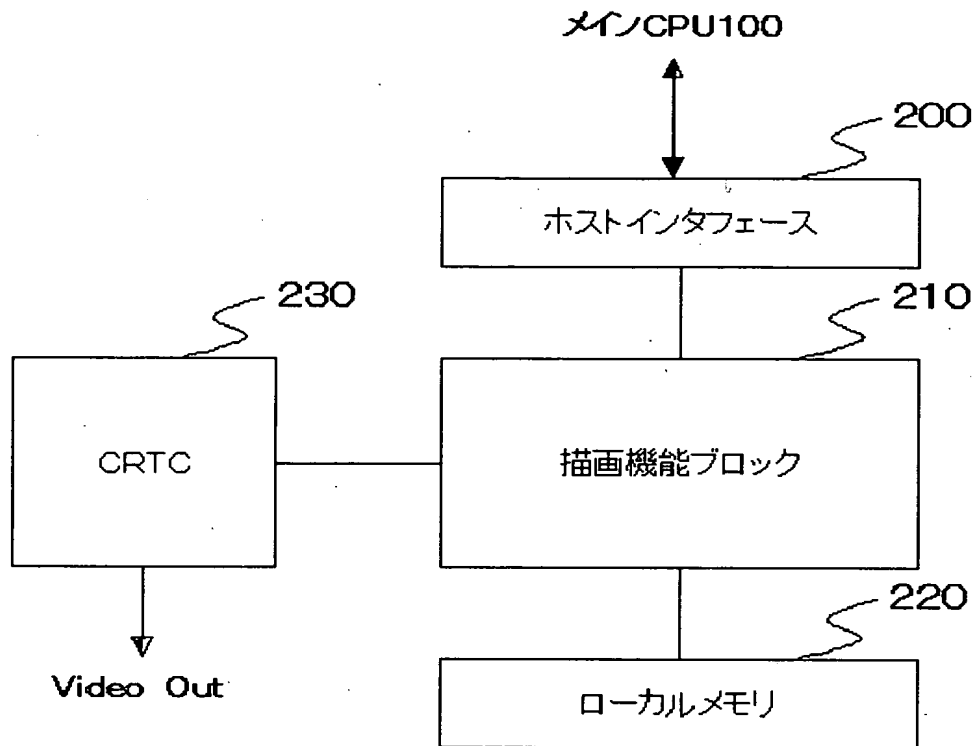 メインCPU100
200
ホストインタフェース
230
210
CRTC
描画機能ブロック
220
Video Out
ローカルメモリ